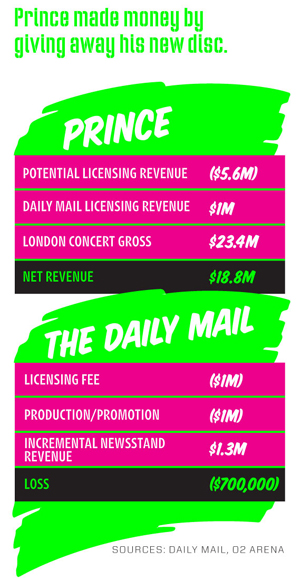 Prince made money by
giving away his new disc.
PRINCE
POTENTIAL LICENSING REVENUE ($5.6M)
DAILY MAIL LICENSING REVENUE $1M
LONDON CONCERT GROSS $23.4M
NET REVENUE $18.8M
THE DAILY MAIL
LICENSING FEE ($1M)
PRODUCTION/PROMOTION ($1M)
INCREMENTAL NEWSSTAND
REVENUE $1.3M
LOSS ($700,000)
SOURCES: DAILY MAIL, O2 ARENA